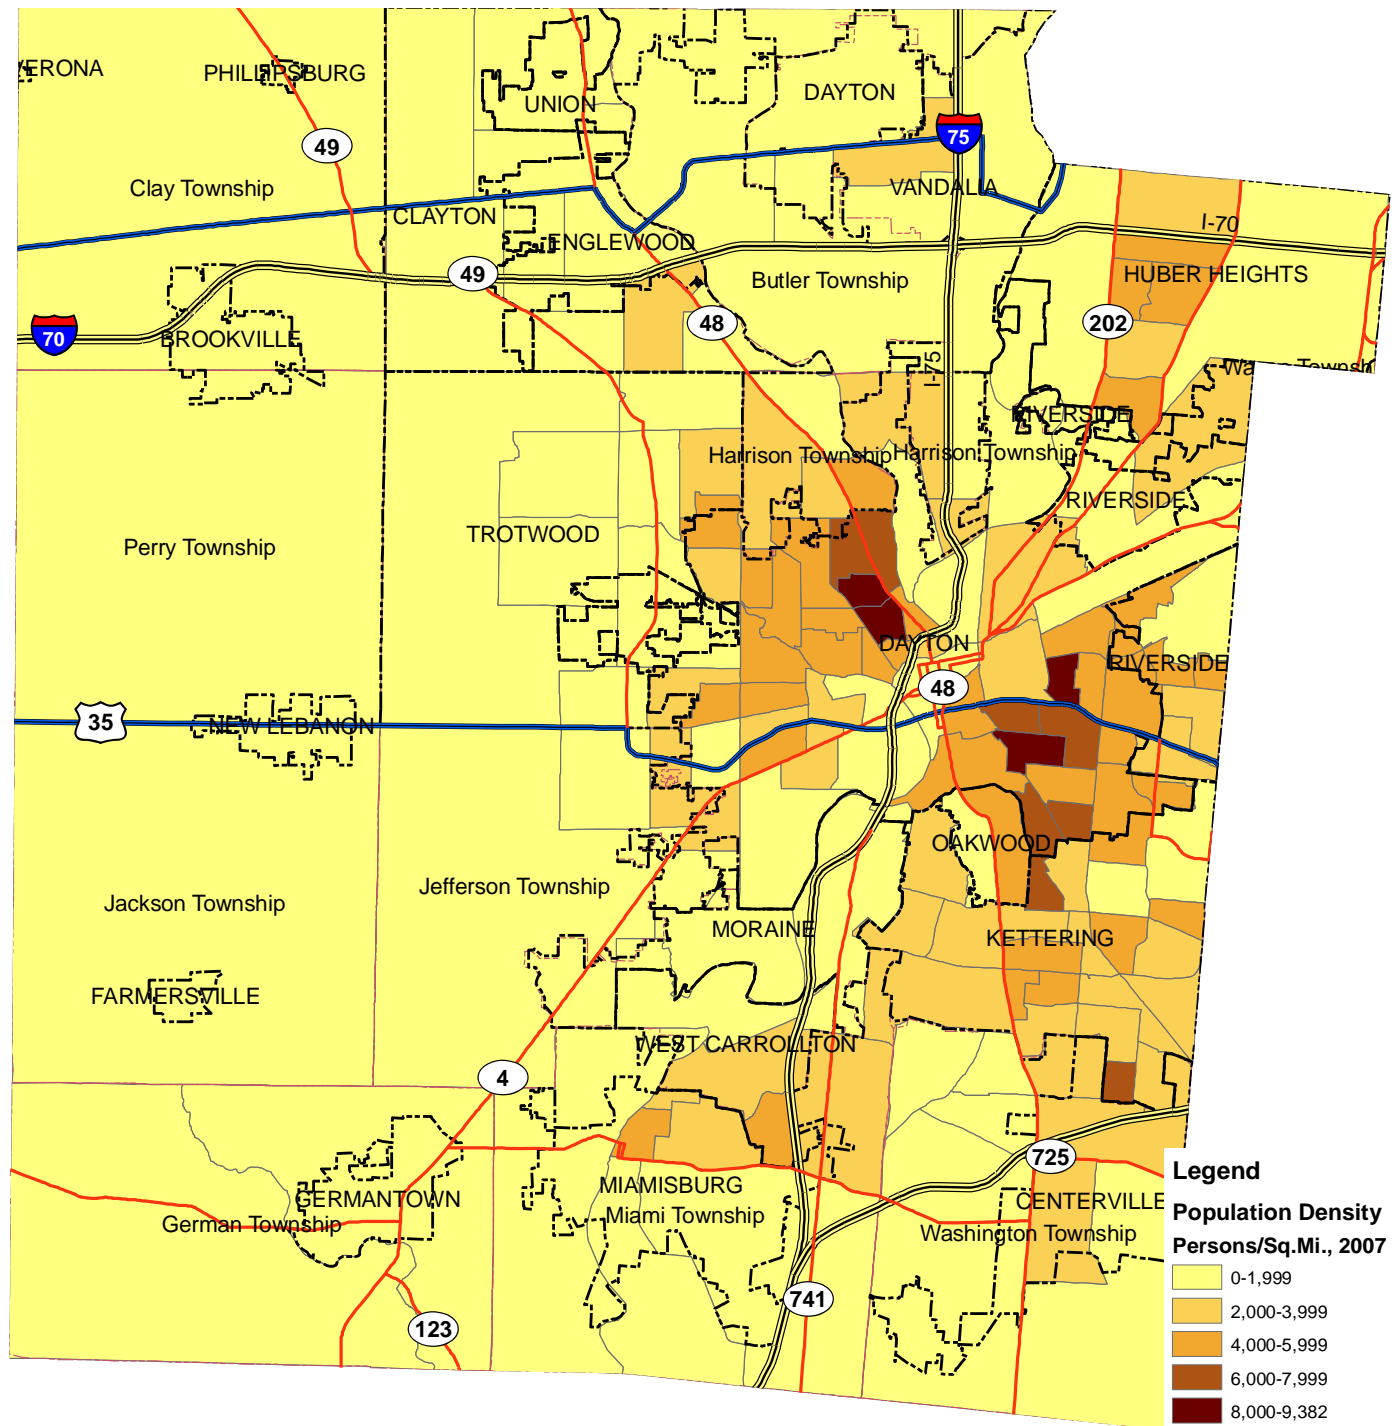 VERONA
PHILLIPSBURG
UNION
DAYTON
75
49
Clay Township
VANDALIA
CLAYTON
I-70
ENGLEWOOD
49
Butler Township
HUBER HEIGHTS
48
202
70
BROOKVILLE
I-75
RIVERSIDE
Harrison Township
Harrison Township
RIVERSIDE
TROTWOOD
Perry Township
DAYTON
RIVERSIDE
48
35
NEW LEBANON
OAKWOOD
Jefferson Township
Jackson Township
MORAINE
KETTERING
FARMERSVILLE
WEST CARROLLTON
4
725
MIAMISBURG
GERMANTOWN
CENTERVILLE
Miami Township
German Township
Washington Township
741
123
Legend
Population Density
Persons/Sq.Mi., 2007
0-1,999
2,000-3,999
4,000-5,999
6,000-7,999
8,000-9,382